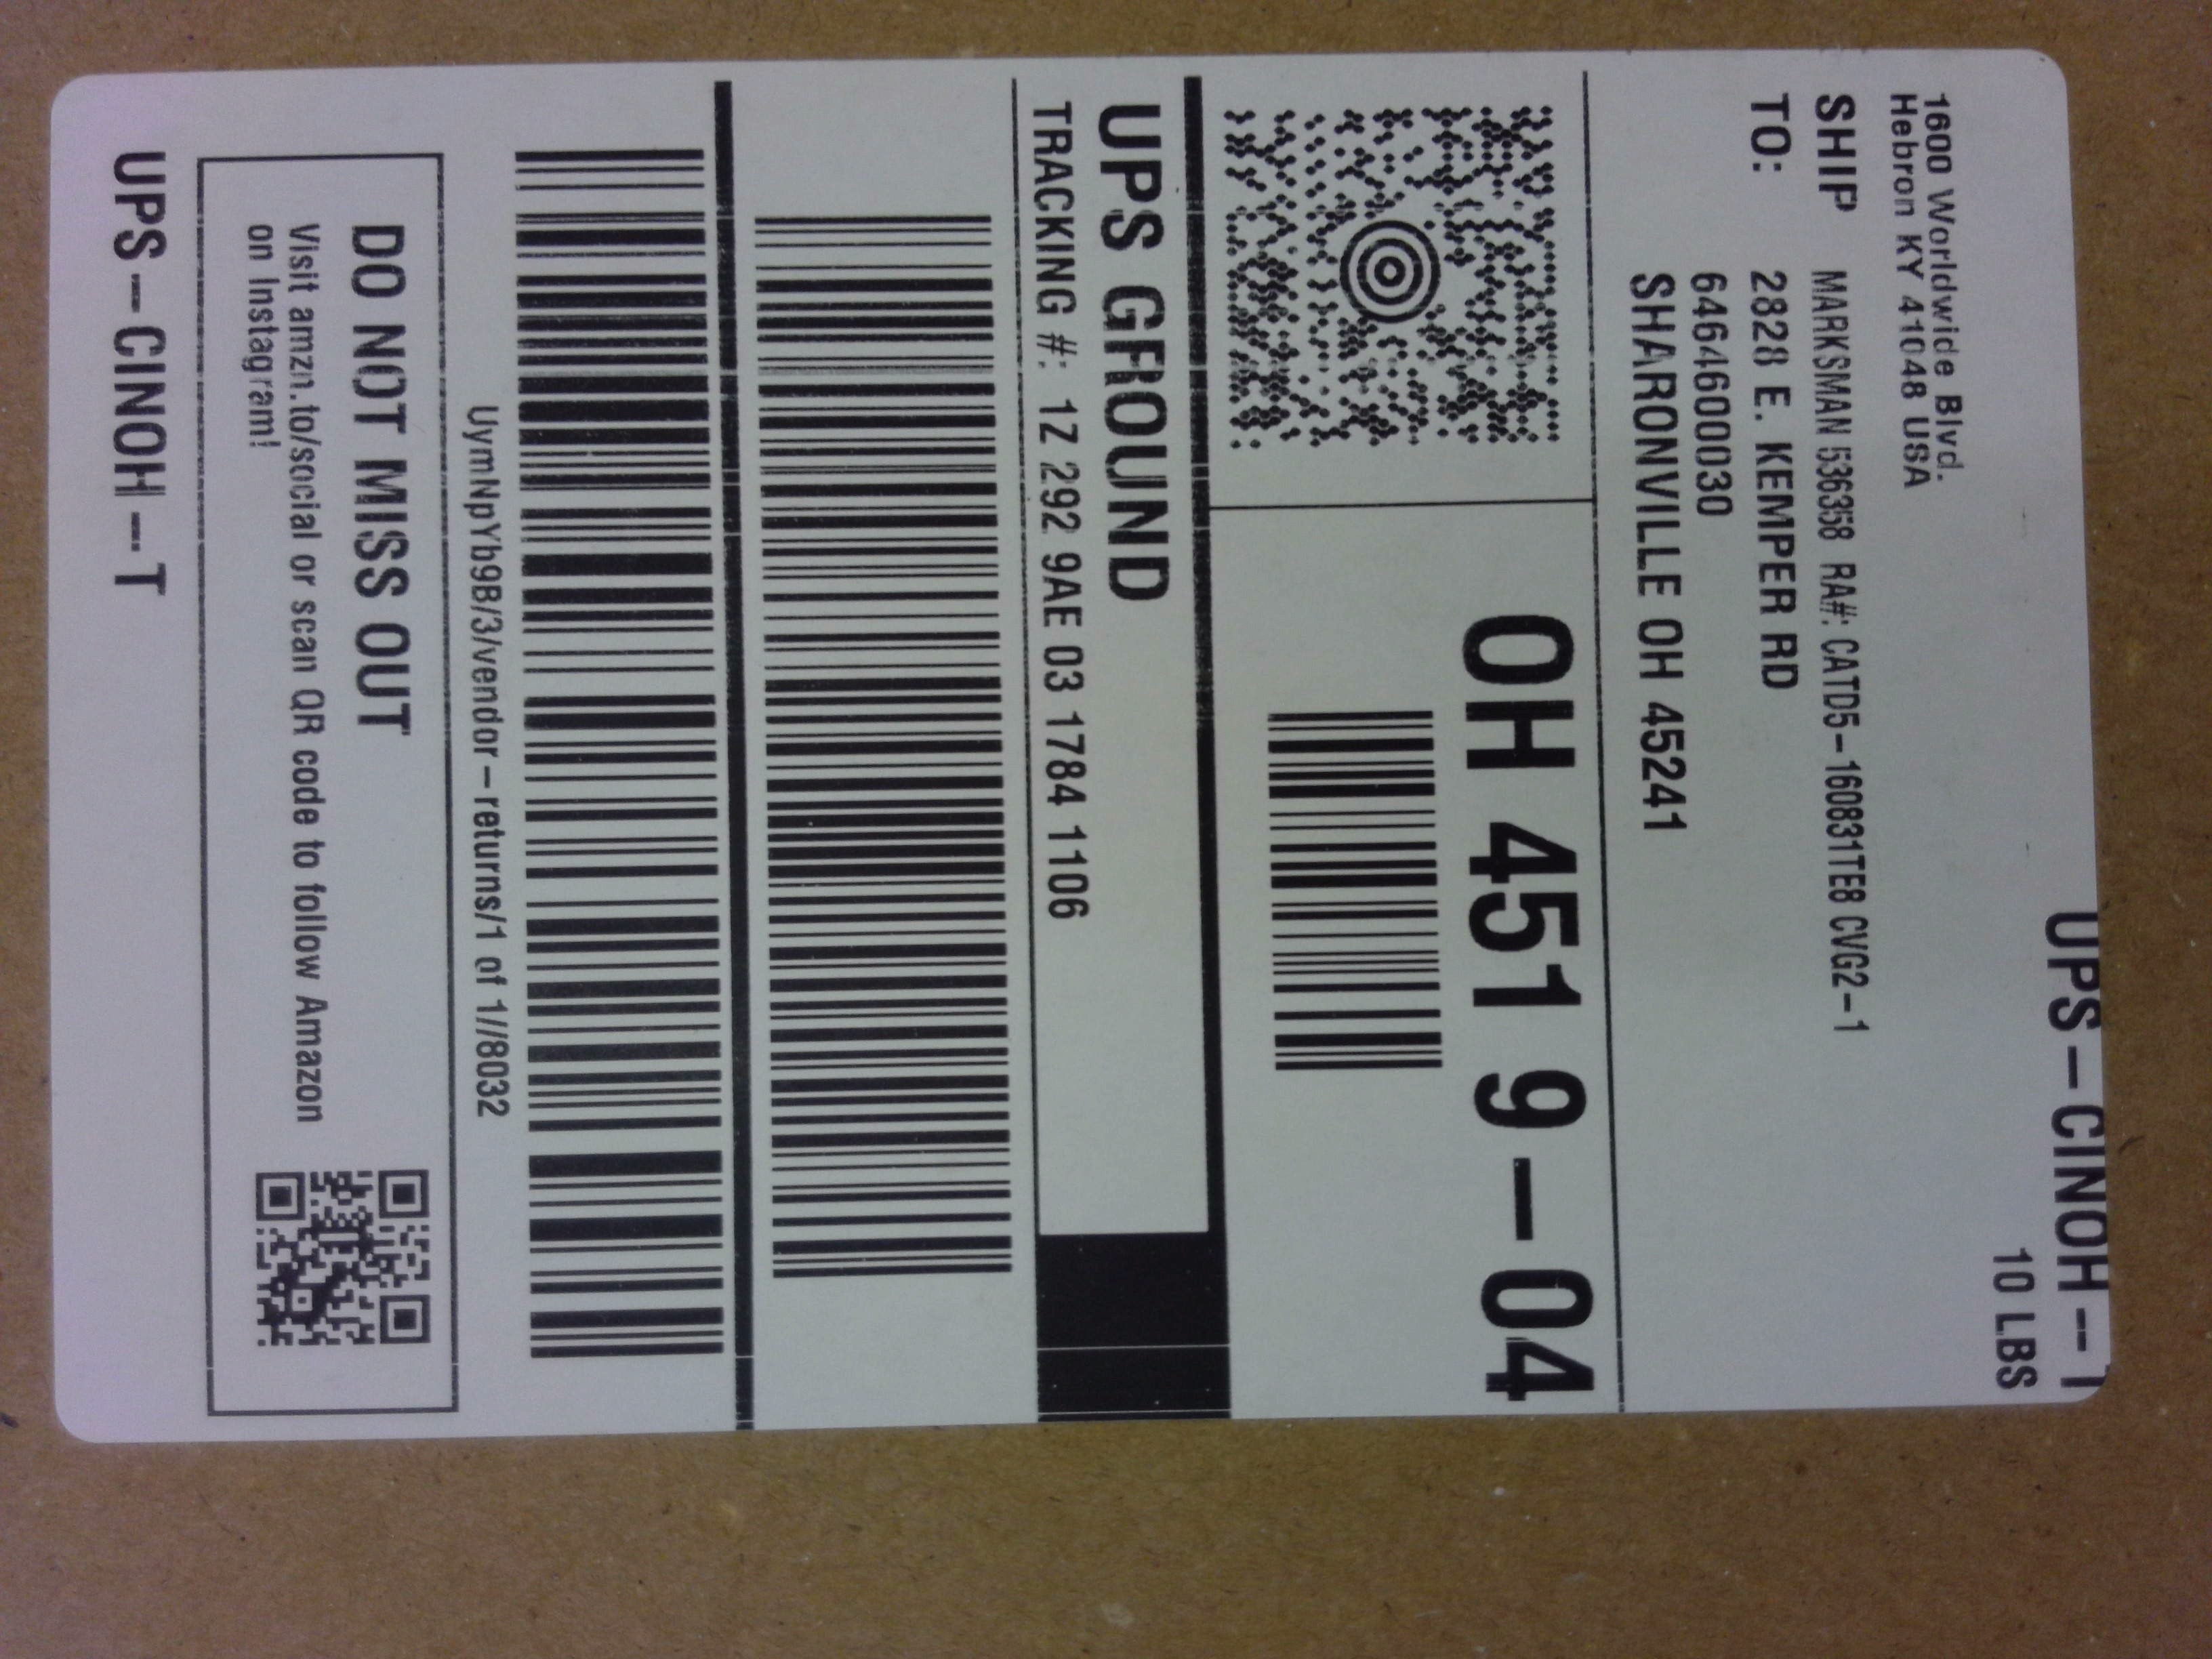 UPS-CINOH--T
10 LBS
1600 Worldwide Blvd.
Hebron KY 41048 USA
SHIP
TO:
MARKSMAN 536358 RA#: CATD5-160831TE8 CVG2-1
2828 E. KEMPER RD
6464600030
SHARONVILLE OH 45241
OH 451 9-04
UPS GROUND
TRACKING #: 1Z 292 9AE 03 1784 1106
UymNpYb9B/3/vendor-returns/1 of 1//8032
DO NOT MISS OUT
Visit amzn.to/social or scan QR code to follow Amazon
on Instagram!
UPS-CINOH--T